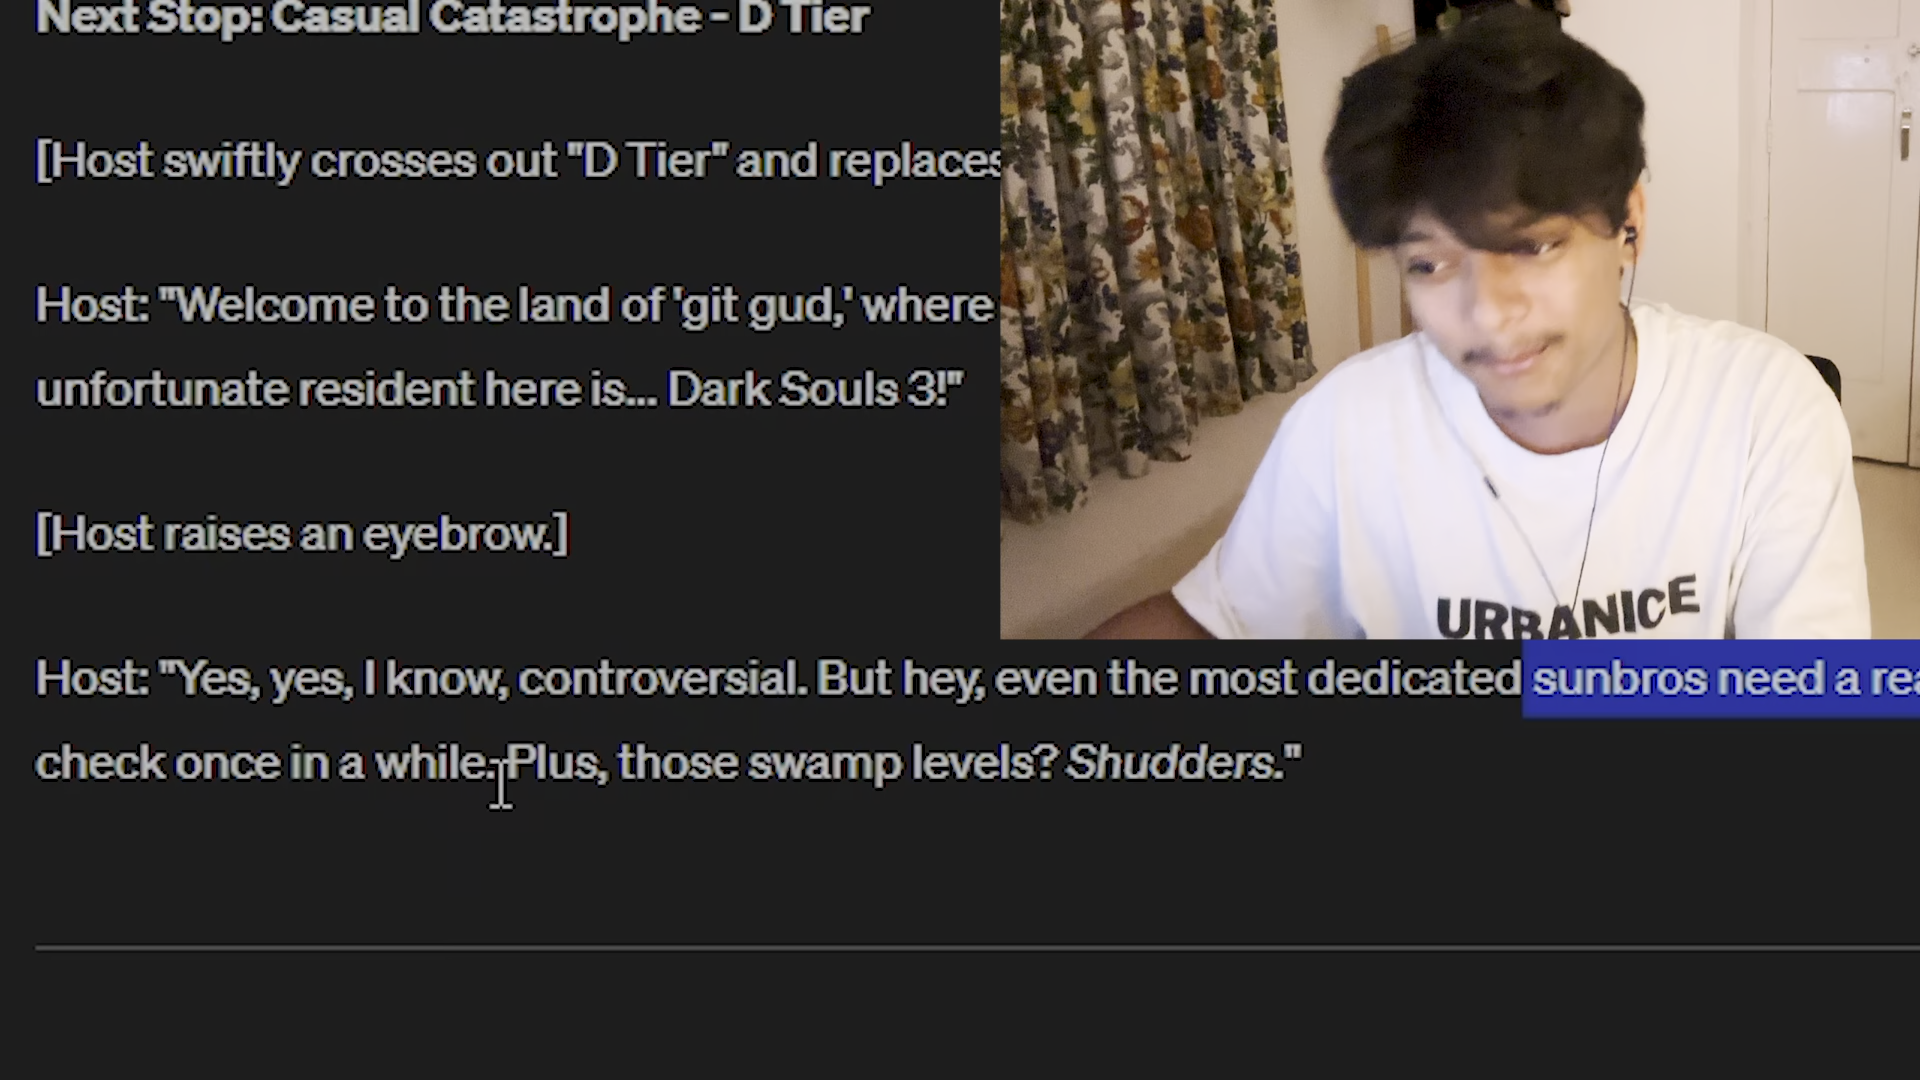 Next Stop: Casual Catastrophe - D Tier
[Host swiftly crosses out "D Tier" and replaces
Host: "Welcome to the land of 'git gud,' where
unfortunate resident here is... Dark Souls 3!"
[Host raises an eyebrow.]
URBANICE
Host: "Yes, yes, I know, controversial. But hey, even the most dedicated sunbros need a rea
check once in a while. Plus, those swamp levels? Shudders."